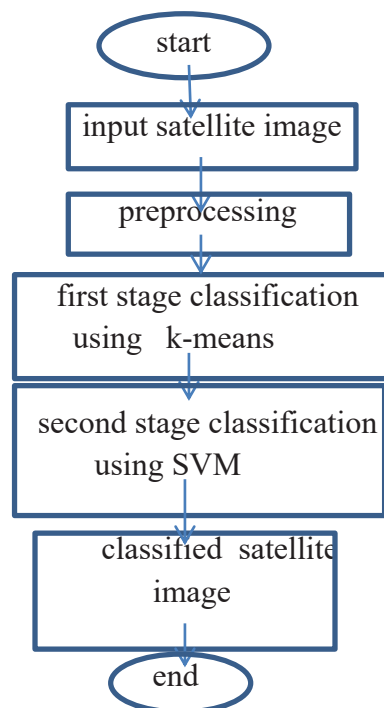 start
input satellite image
preprocessing
first stage classification
using k-means
second stage classification
using SVM
classified satellite
image
end